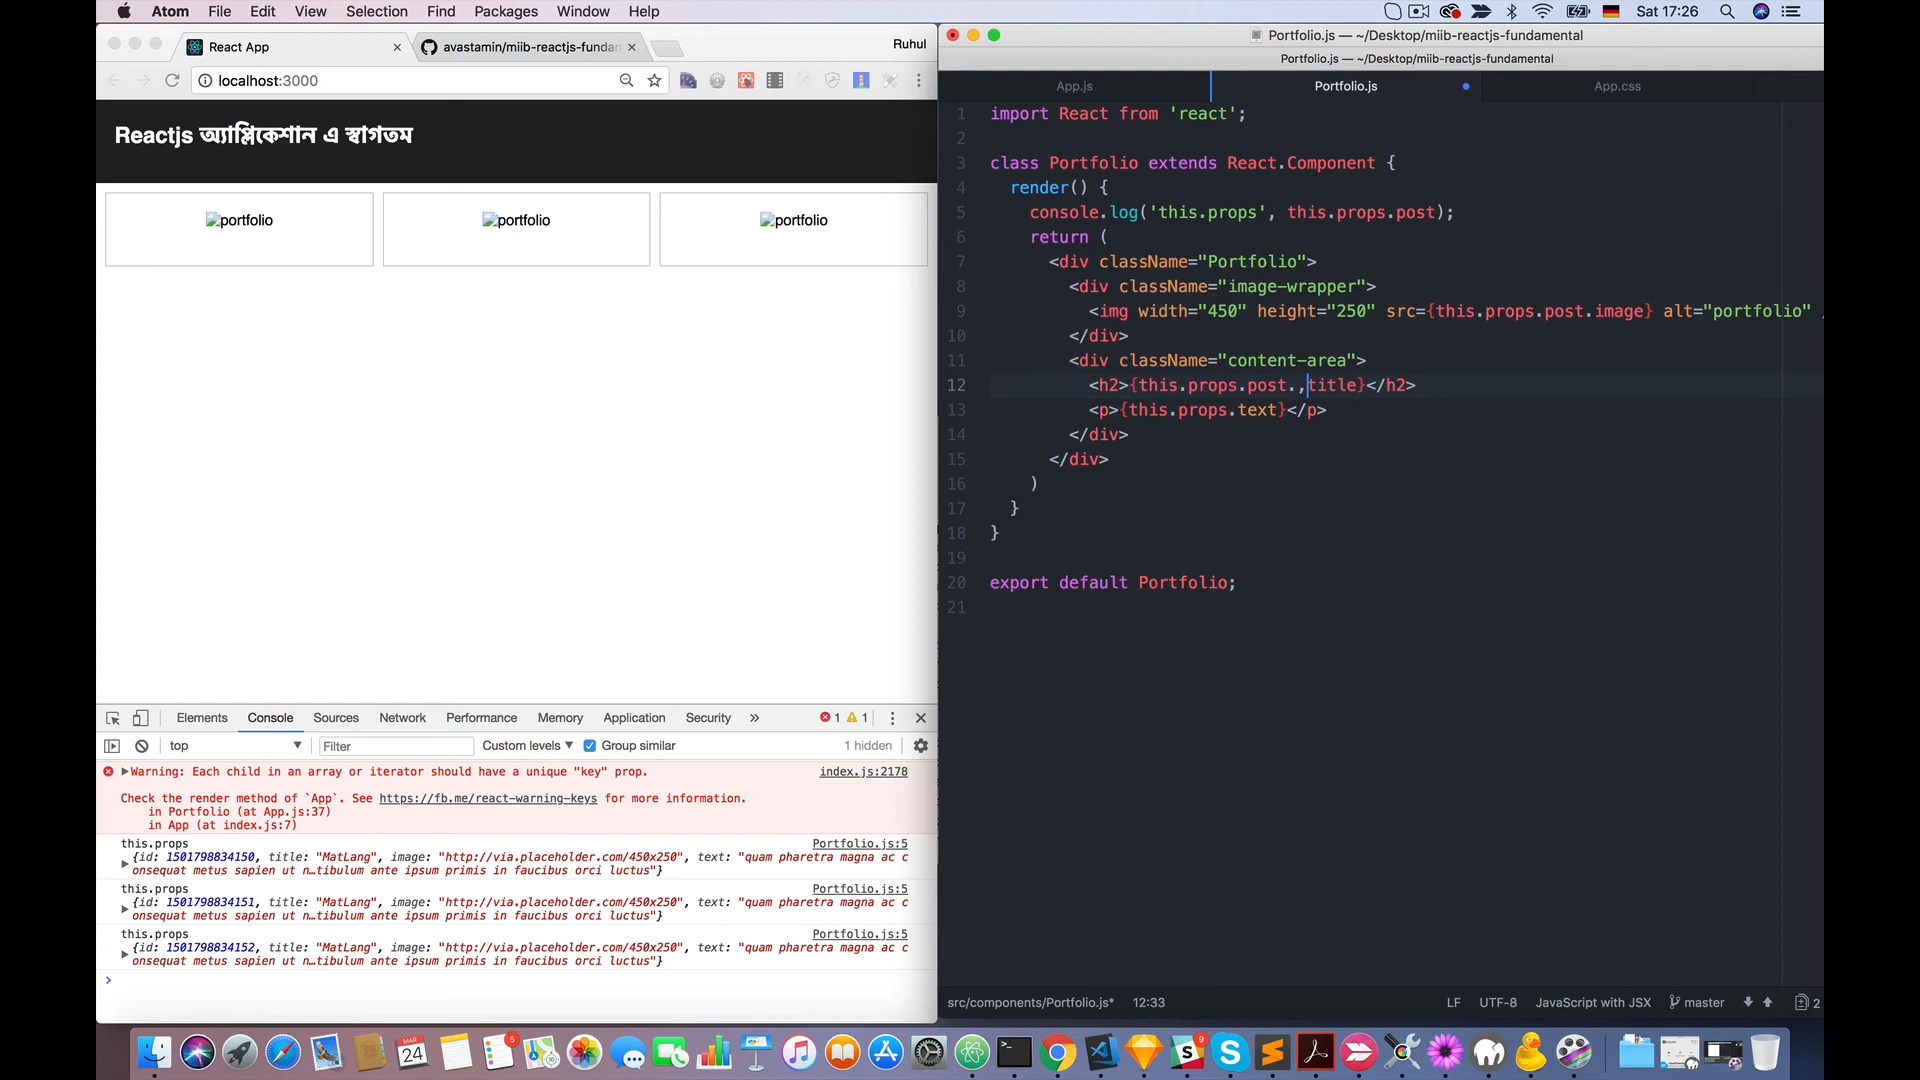 Atom File Edit View Selection Find Packages Window Help Sat 17:26
React App avastamin/miib-reactjs-fundan Ruhul
localhost:3000
Reactjs অ্যাপ্লিকেশান এ স্বাগতম
portfolio portfolio portfolio
Elements Console Sources Network Performance Memory Application Security » 1 1
top Filter Custom levels Group similar 1 hidden
Warning: Each child in an array or iterator should have a unique "key" prop. index.js:2178
Check the render method of `App`. See https://fb.me/react-warning-keys for more information.
in Portfolio (at App.js:37)
in App (at index.js:7)
this.props Portfolio.js:5
{id: 1501798834150, title: "MatLang", image: "http://via.placeholder.com/450x250", text: "quam pharetra magna ac c
onsequat metus sapien ut n…tibulum ante ipsum primis in faucibus orci luctus"}
this.props Portfolio.js:5
{id: 1501798834151, title: "MatLang", image: "http://via.placeholder.com/450x250", text: "quam pharetra magna ac c
onsequat metus sapien ut n…tibulum ante ipsum primis in faucibus orci luctus"}
this.props Portfolio.js:5
{id: 1501798834152, title: "MatLang", image: "http://via.placeholder.com/450x250", text: "quam pharetra magna ac c
onsequat metus sapien ut n…tibulum ante ipsum primis in faucibus orci luctus"}
>
Portfolio.js — ~/Desktop/miib-reactjs-fundamental
Portfolio.js — ~/Desktop/miib-reactjs-fundamental
App.js Portfolio.js App.css
1 import React from 'react';
2
3 class Portfolio extends React.Component {
4 render() {
5 console.log('this.props', this.props.post);
6 return (
7 <div className="Portfolio">
8 <div className="image-wrapper">
9 <img width="450" height="250" src={this.props.post.image} alt="portfolio" /
10 </div>
11 <div className="content-area">
12 <h2>{this.props.post.,title}</h2>
13 <p>{this.props.text}</p>
14 </div>
15 </div>
16 )
17 }
18 }
19
20 export default Portfolio;
21
src/components/Portfolio.js* 12:33 LF UTF-8 JavaScript with JSX master 2
MAR 24 5 9